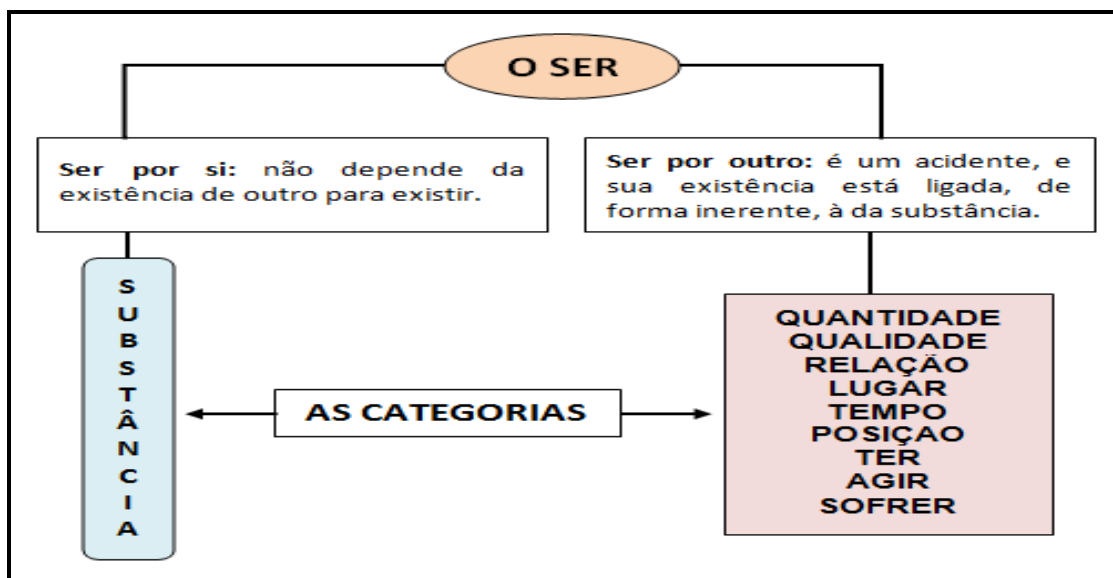 O SER
Ser por si: não depende da
existência de outro para existir.
Ser por outro: é um acidente, e
sua existência está ligada, de
forma inerente, à da substância.
S
U
B
S
T
Â
N
C
I
A
AS CATEGORIAS
QUANTIDADE
QUALIDADE
RELAÇÃO
LUGAR
TEMPO
POSIÇAO
TER
AGIR
SOFRER